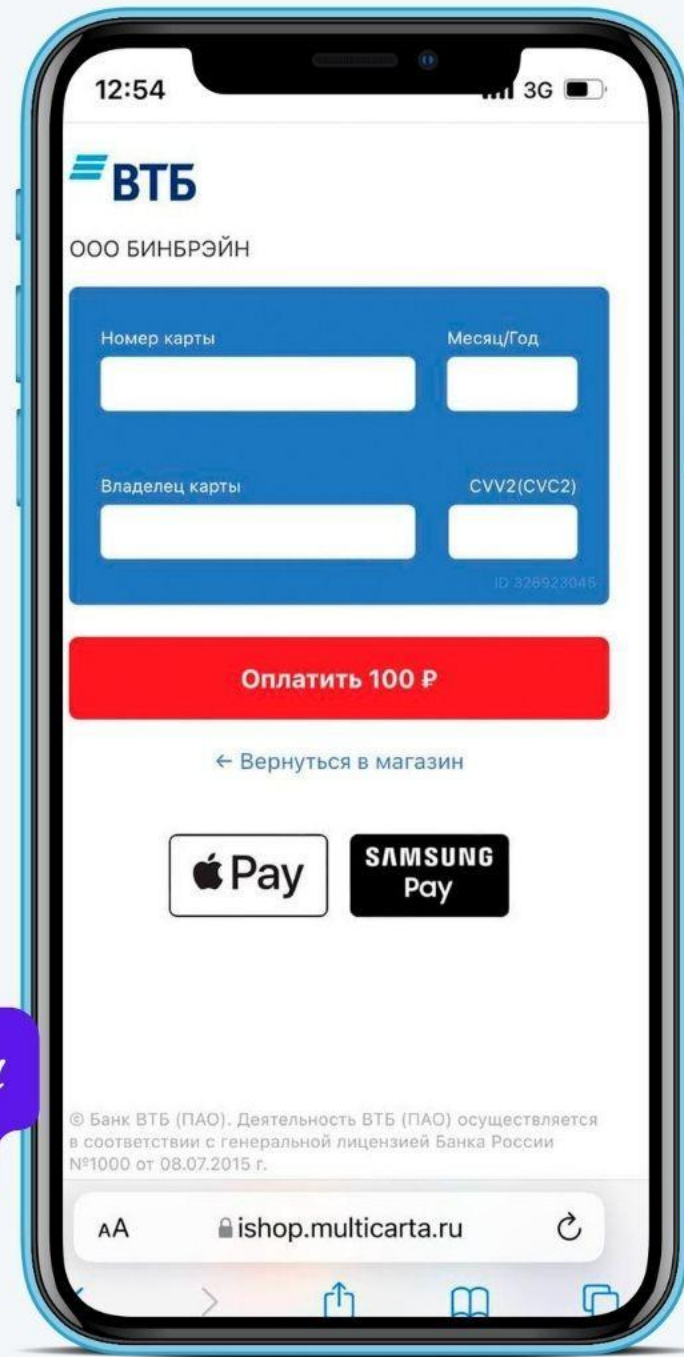 12:54
3G
ВТБ
ООО БИНБРЭЙН
Номер карты Месяц/Год
Владелец карты CVV2(CVC2)
ID 326923045
Оплатить 100 ₽
← Вернуться в магазин
Pay
SAMSUNG
Pay
© Банк ВТБ (ПАО). Деятельность ВТБ (ПАО) осуществляется
в соответствии с генеральной лицензией Банка России
№1000 от 08.07.2015 г.
AA ishop.multicarta.ru